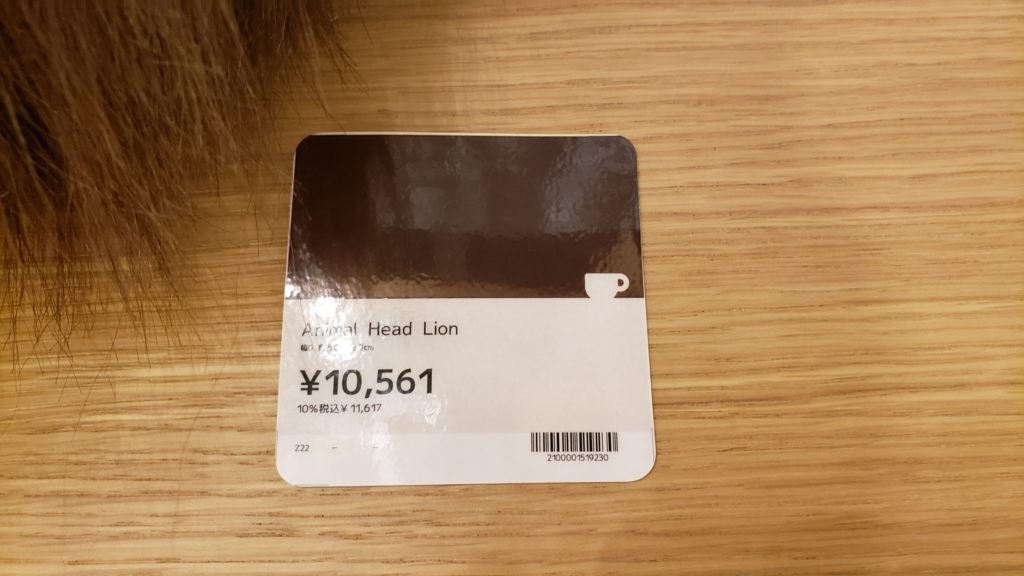 Animal Head Lion
¥10,561
10%税込¥ 11,617
Z22 - -
2100001519230